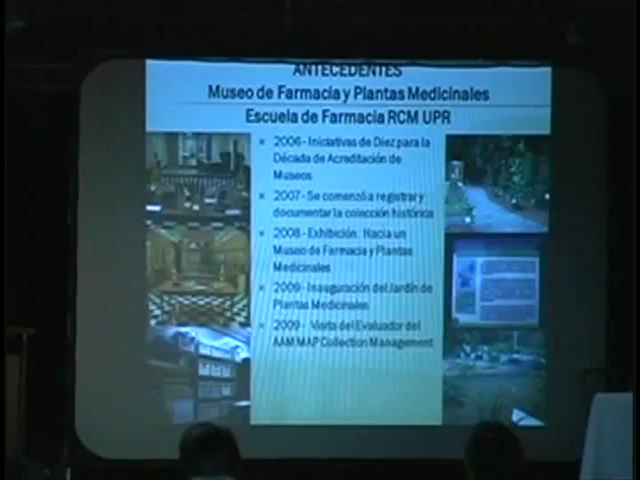 ANTECEDENTES
Museo de Farmacia y Plantas Medicinales
Escuela de Farmacia RCM UPR
2006 - Iniciativas de Diez para la
Década de Acreditación de
Museos
2007 - Se comenzó a registrar y
documentar la colección histórica
2008 - Exhibición: Hacia un
Museo de Farmacia y Plantas
Medicinales
2009 - Inauguración del Jardín de
Plantas Medicinales
2009 - Visita del Evaluador del
AAM MAP Collection Management